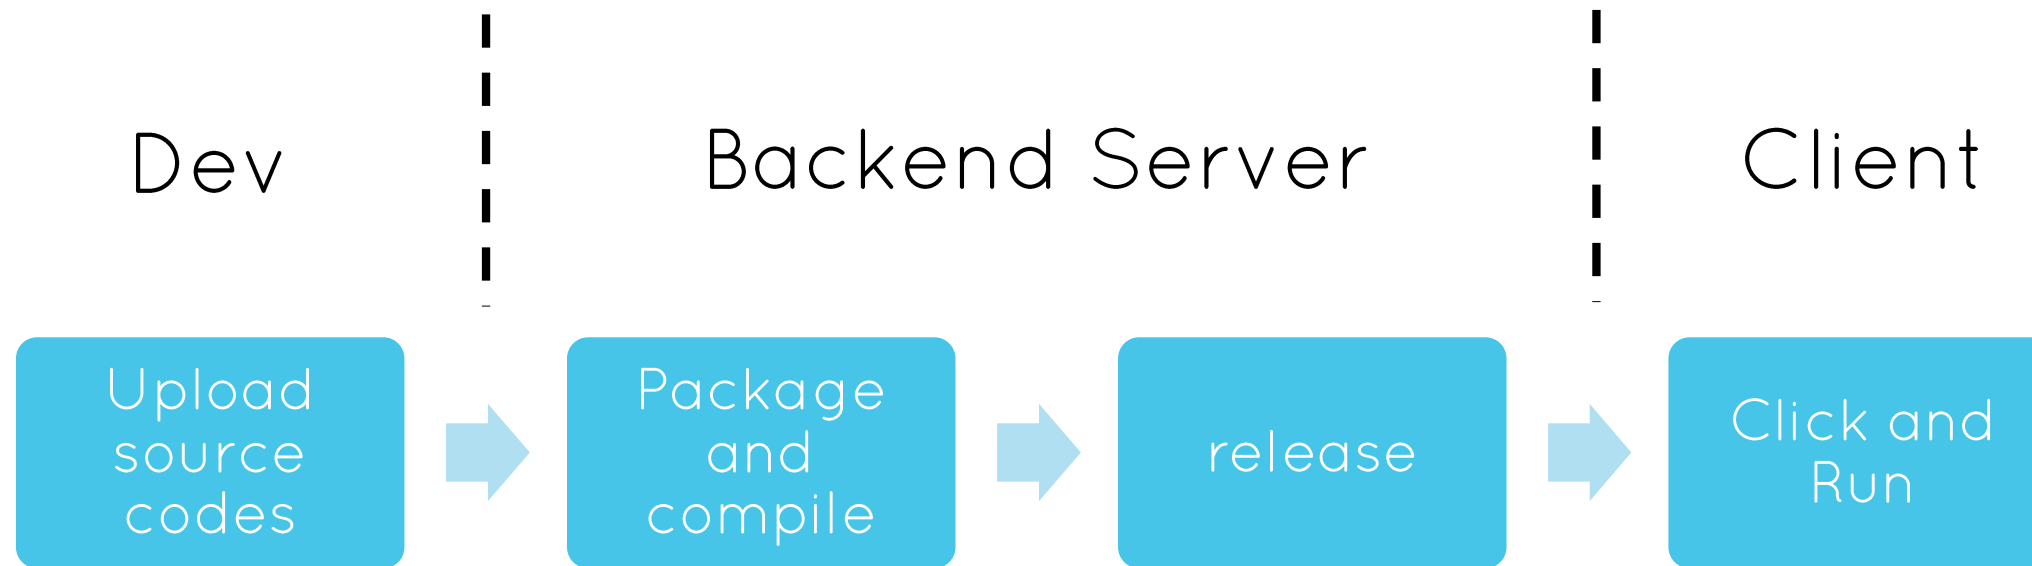 Dev
Backend Server
Client
Upload
source
codes
Package
and
compile
release
Click and
Run